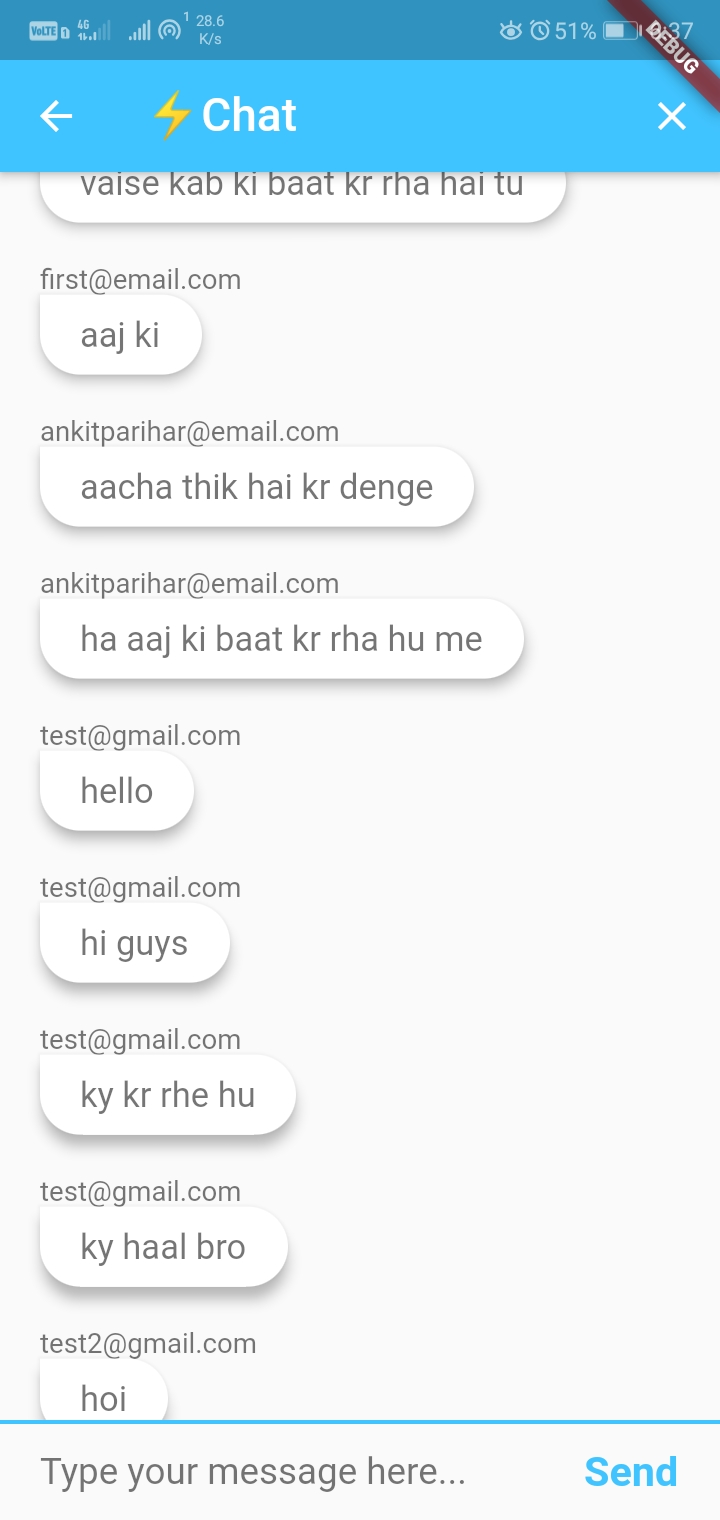 VoLTE 4G 1 28.6 K/s 51% 37
DEBUG
⚡Chat
vaise kab ki baat kr rha hai tu
first@email.com
aaj ki
ankitparihar@email.com
aacha thik hai kr denge
ankitparihar@email.com
ha aaj ki baat kr rha hu me
test@gmail.com
hello
test@gmail.com
hi guys
test@gmail.com
ky kr rhe hu
test@gmail.com
ky haal bro
test2@gmail.com
hoi
Type your message here... Send